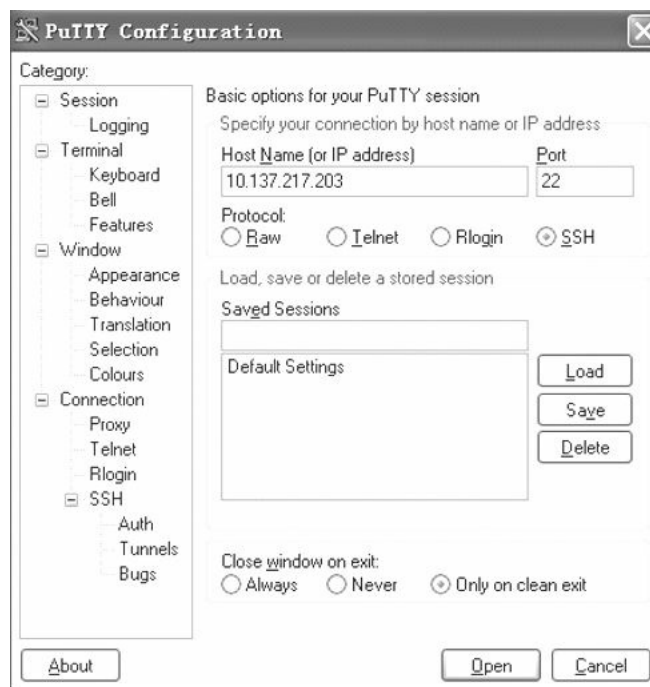 PuTTY Configuration
Category:
Session
Logging
Terminal
Keyboard
Bell
Features
Window
Appearance
Behaviour
Translation
Selection
Colours
Connection
Proxy
Telnet
Rlogin
SSH
Auth
Tunnels
Bugs
Basic options for your PuTTY session
Specify your connection by host name or IP address
Host Name (or IP address) Port
10.137.217.203 22
Protocol:
Raw Telnet Rlogin SSH
Load, save or delete a stored session
Saved Sessions
Default Settings
Load
Save
Delete
Close window on exit:
Always Never Only on clean exit
About Open Cancel